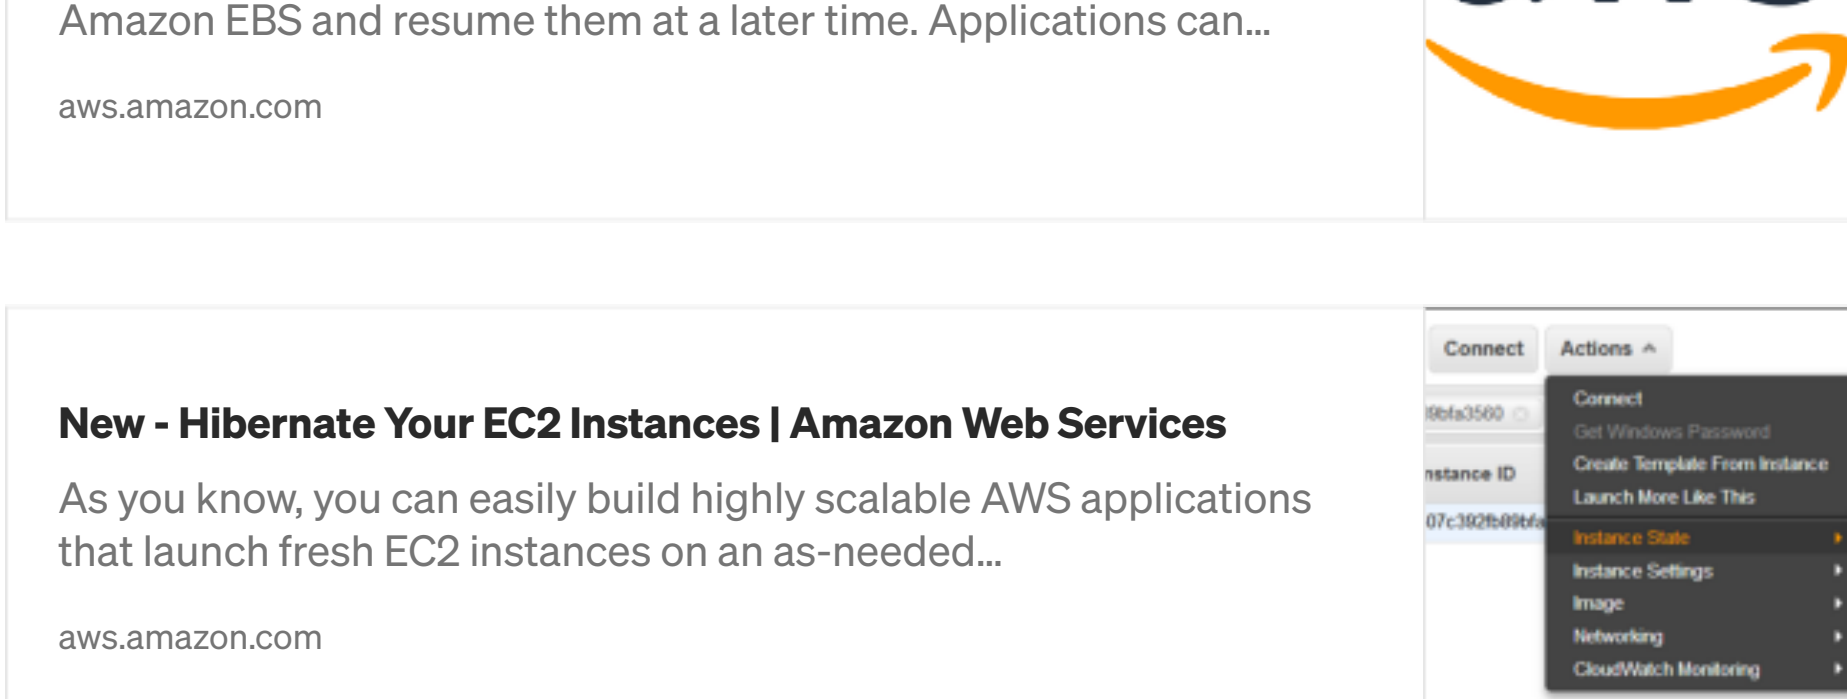 Amazon EBS and resume them at a later time. Applications can...
aws.amazon.com
New - Hibernate Your EC2 Instances | Amazon Web Services
As you know, you can easily build highly scalable AWS applications
that launch fresh EC2 instances on an as-needed...
aws.amazon.com
Connect Actions
Connect
Get Windows Password
Create Template From Instance
nstance ID
Launch More Like This
Instance State
Instance Settings
Image
Networking
CloudWatch Monitoring